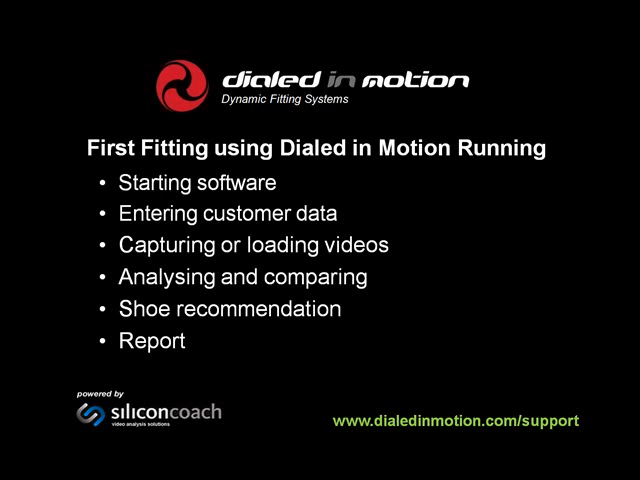 dialed in motion
Dynamic Fitting Systems
First Fitting using Dialed in Motion Running
• Starting software
• Entering customer data
• Capturing or loading videos
• Analysing and comparing
• Shoe recommendation
• Report
powered by
siliconcoach
video analysis solutions
www.dialedinmotion.com/support